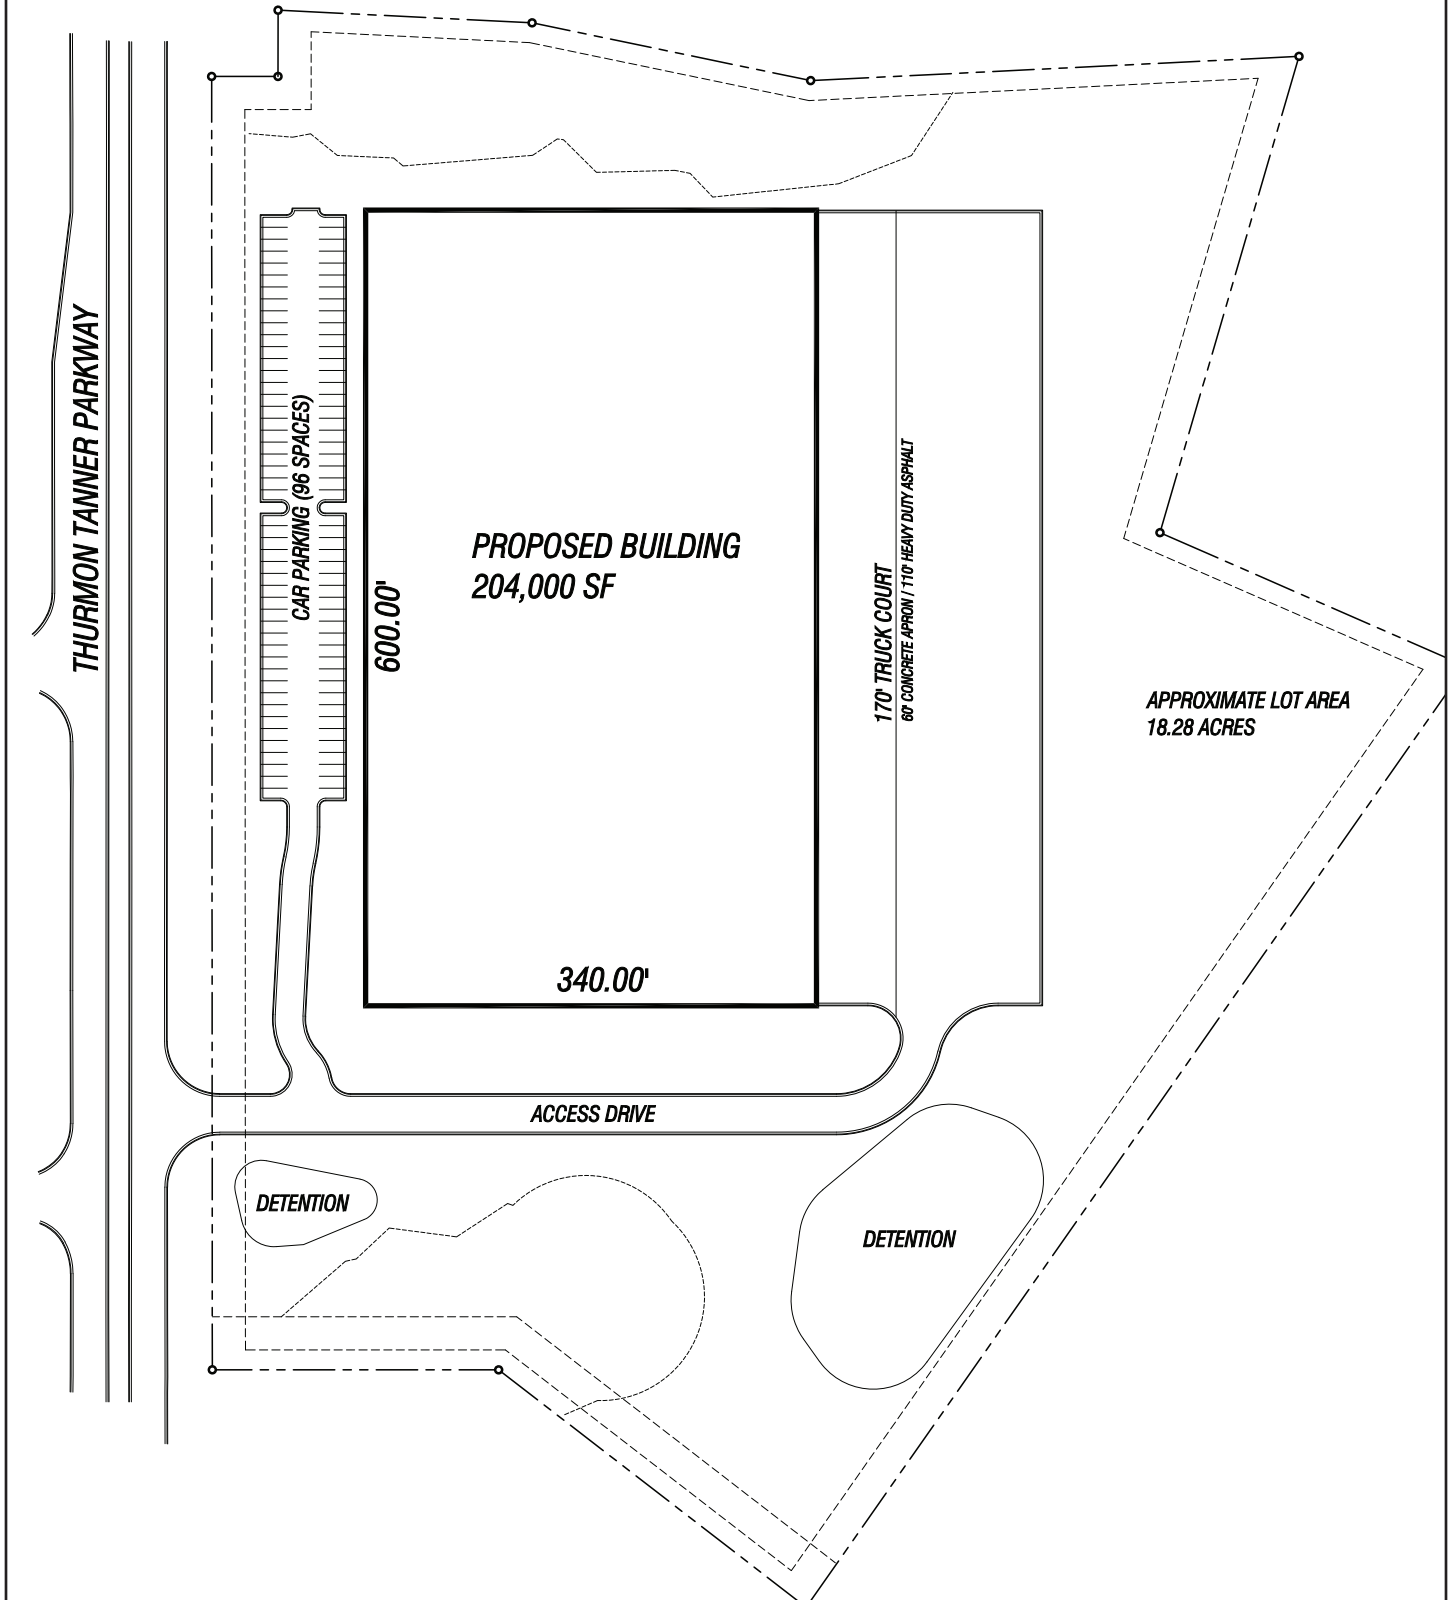 THURMON TANNER PARKWAY
CAR PARKING (96 SPACES)
PROPOSED BUILDING
204,000 SF
600.00'
340.00'
170' TRUCK COURT
60' CONCRETE APRON / 110' HEAVY DUTY ASPHALT
APPROXIMATE LOT AREA
18.28 ACRES
ACCESS DRIVE
DETENTION
DETENTION